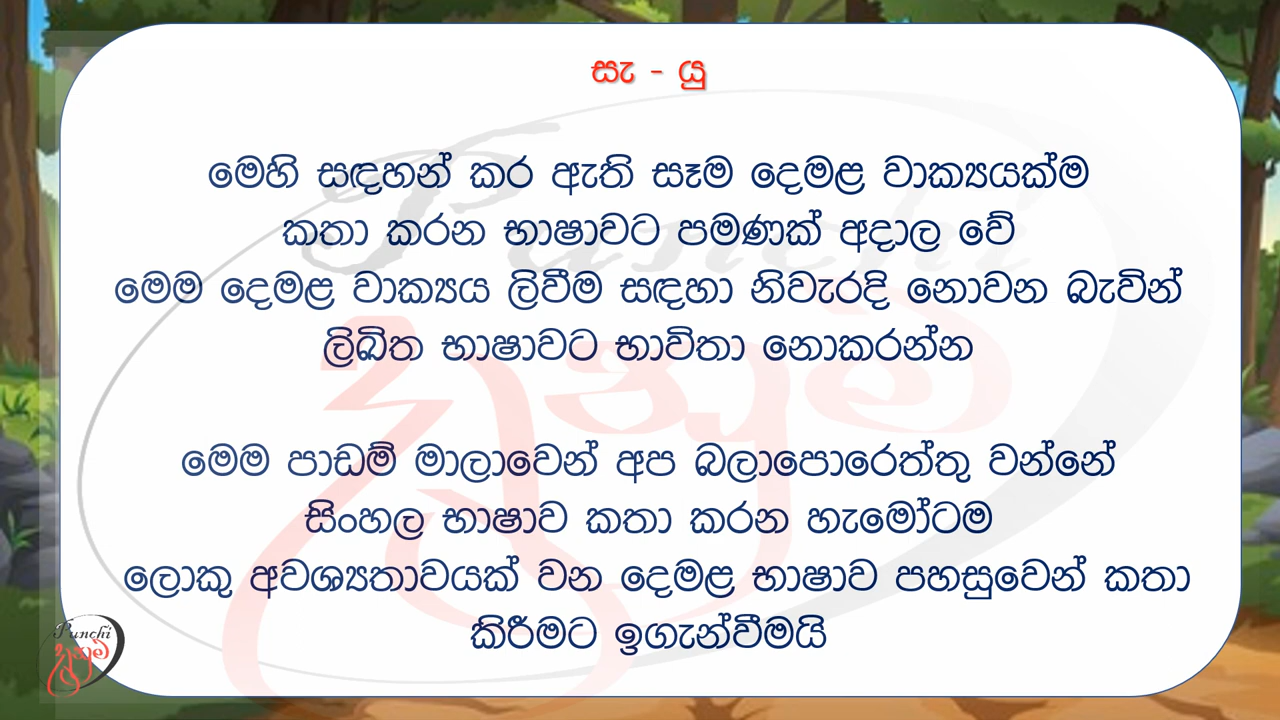 සැ - යු
මෙහි සඳහන් කර ඇති සෑම දෙමළ වාක්‍යයක්ම
කතා කරන භාෂාවට පමණක් අදාල වේ
මෙම දෙමළ වාක්‍යය ලිවීම සඳහා නිවැරදි නොවන බැවින්
ලිඛිත භාෂාවට භාවිතා නොකරන්න
මෙම පාඩම් මාලාවෙන් අප බලාපොරොත්තු වන්නේ
සිංහල භාෂාව කතා කරන හැමෝටම
ලොකු අවශ්‍යතාවයක් වන දෙමළ භාෂාව පහසුවෙන් කතා
කිරීමට ඉගැන්වීමයි
Punchi
දැනුම